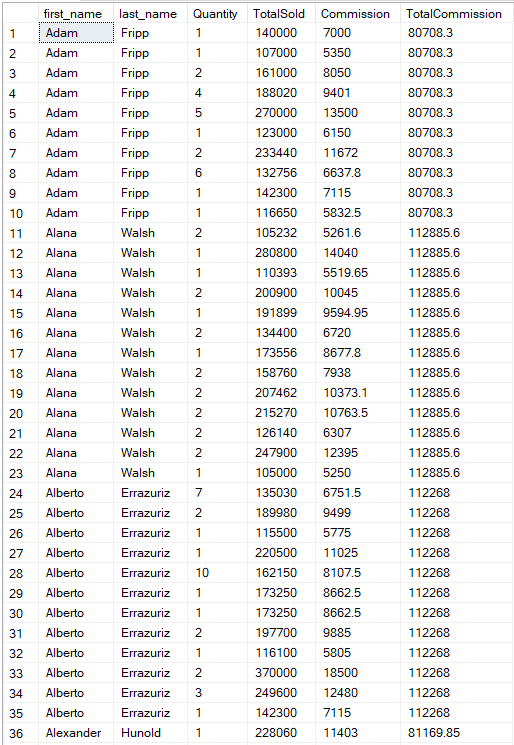 first_name last_name Quantity TotalSold Commission TotalCommission
1 Adam Fripp 1 140000 7000 80708.3
2 Adam Fripp 1 107000 5350 80708.3
3 Adam Fripp 2 161000 8050 80708.3
4 Adam Fripp 4 188020 9401 80708.3
5 Adam Fripp 5 270000 13500 80708.3
6 Adam Fripp 1 123000 6150 80708.3
7 Adam Fripp 2 233440 11672 80708.3
8 Adam Fripp 6 132756 6637.8 80708.3
9 Adam Fripp 1 142300 7115 80708.3
10 Adam Fripp 1 116650 5832.5 80708.3
11 Alana Walsh 2 105232 5261.6 112885.6
12 Alana Walsh 1 280800 14040 112885.6
13 Alana Walsh 1 110393 5519.65 112885.6
14 Alana Walsh 2 200900 10045 112885.6
15 Alana Walsh 1 191899 9594.95 112885.6
16 Alana Walsh 2 134400 6720 112885.6
17 Alana Walsh 1 173556 8677.8 112885.6
18 Alana Walsh 2 158760 7938 112885.6
19 Alana Walsh 2 207462 10373.1 112885.6
20 Alana Walsh 2 215270 10763.5 112885.6
21 Alana Walsh 2 126140 6307 112885.6
22 Alana Walsh 2 247900 12395 112885.6
23 Alana Walsh 1 105000 5250 112885.6
24 Alberto Errazuriz 7 135030 6751.5 112268
25 Alberto Errazuriz 2 189980 9499 112268
26 Alberto Errazuriz 1 115500 5775 112268
27 Alberto Errazuriz 1 220500 11025 112268
28 Alberto Errazuriz 10 162150 8107.5 112268
29 Alberto Errazuriz 1 173250 8662.5 112268
30 Alberto Errazuriz 1 173250 8662.5 112268
31 Alberto Errazuriz 2 197700 9885 112268
32 Alberto Errazuriz 1 116100 5805 112268
33 Alberto Errazuriz 2 370000 18500 112268
34 Alberto Errazuriz 3 249600 12480 112268
35 Alberto Errazuriz 1 142300 7115 112268
36 Alexander Hunold 1 228060 11403 81169.85